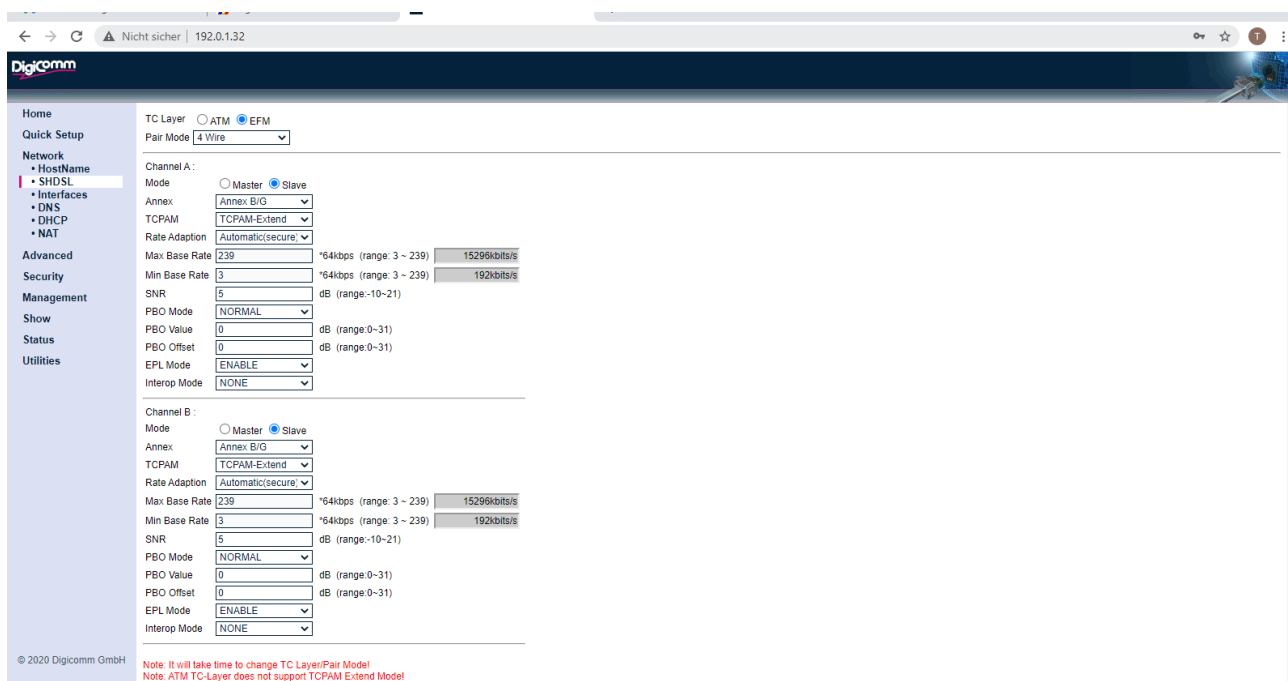 Nicht sicher | 192.0.1.32
T
Digicomm
Home
Quick Setup
Network
• HostName
• SHDSL
• Interfaces
• DNS
• DHCP
• NAT
Advanced
Security
Management
Show
Status
Utilities
© 2020 Digicomm GmbH
TC Layer ATM EFM
Pair Mode 4 Wire
Channel A :
Mode Master Slave
Annex Annex B/G
TCPAM TCPAM-Extend
Rate Adaption Automatic(secure)
Max Base Rate 239 *64kbps (range: 3 ~ 239) 15296kbits/s
Min Base Rate 3 *64kbps (range: 3 ~ 239) 192kbits/s
SNR 5 dB (range:-10~21)
PBO Mode NORMAL
PBO Value 0 dB (range:0~31)
PBO Offset 0 dB (range:0~31)
EPL Mode ENABLE
Interop Mode NONE
Channel B :
Mode Master Slave
Annex Annex B/G
TCPAM TCPAM-Extend
Rate Adaption Automatic(secure)
Max Base Rate 239 *64kbps (range: 3 ~ 239) 15296kbits/s
Min Base Rate 3 *64kbps (range: 3 ~ 239) 192kbits/s
SNR 5 dB (range:-10~21)
PBO Mode NORMAL
PBO Value 0 dB (range:0~31)
PBO Offset 0 dB (range:0~31)
EPL Mode ENABLE
Interop Mode NONE
Note: It will take time to change TC Layer/Pair Mode!
Note: ATM TC-Layer does not support TCPAM Extend Mode!